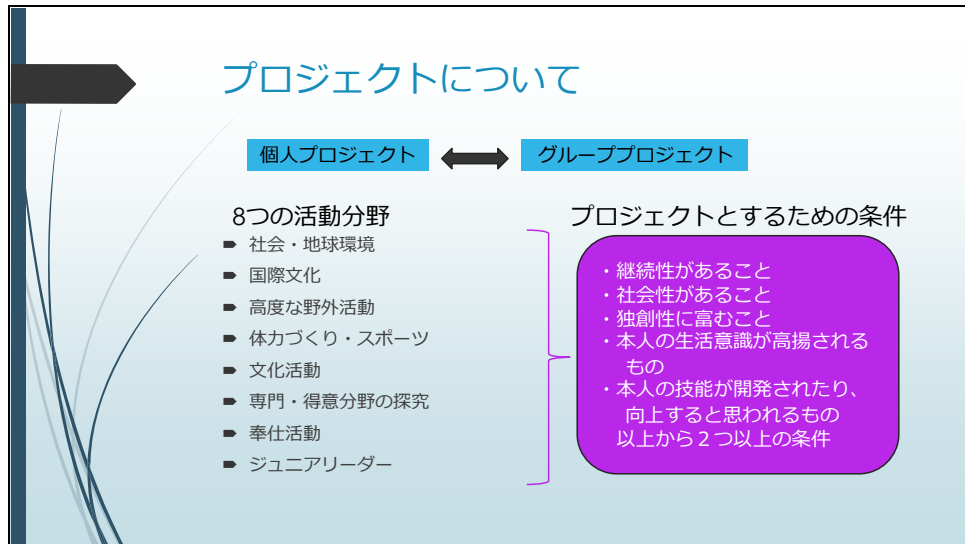 プロジェクトについて
個人プロジェクト
グループプロジェクト
8つの活動分野
社会・地球環境
国際文化
高度な野外活動
体力づくり・スポーツ
文化活動
専門・得意分野の探究
奉仕活動
ジュニアリーダー
プロジェクトとするための条件
・継続性があること
・社会性があること
・独創性に富むこと
・本人の生活意識が高揚される
もの
・本人の技能が開発されたり、
向上すると思われるもの
以上から２つ以上の条件